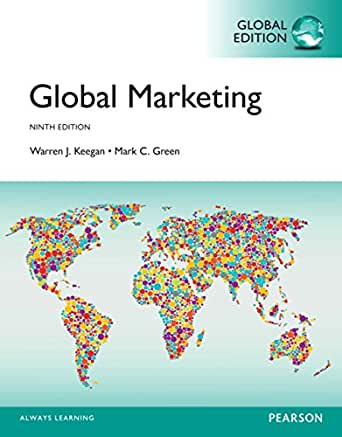 GLOBAL
EDITION
Global Marketing
NINTH EDITION
Warren J. Keegan • Mark C. Green
ALWAYS LEARNING
PEARSON